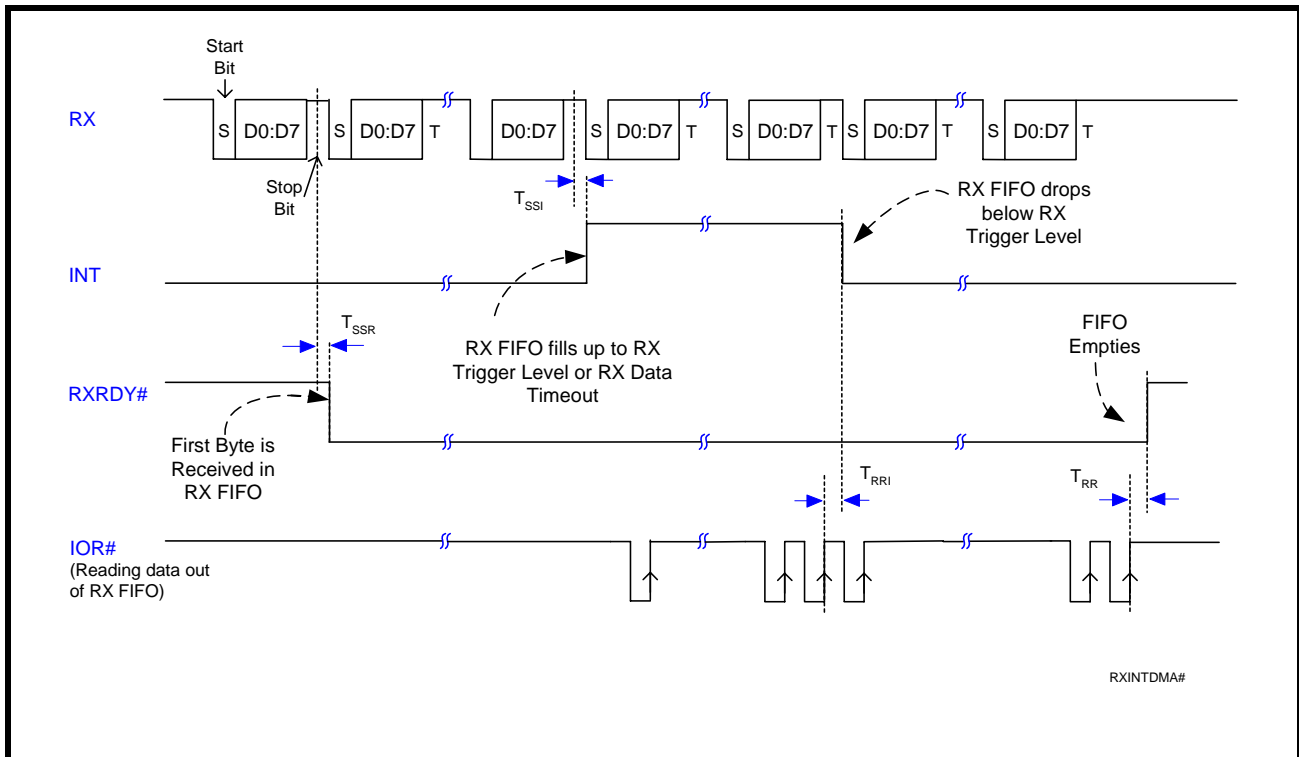 Start
Bit
RX
S D0:D7 S D0:D7 T D0:D7 S D0:D7 T S D0:D7 T S D0:D7 T S D0:D7 T
Stop
Bit
TSSI
RX FIFO drops
below RX
Trigger Level
INT
TSSR
RX FIFO fills up to RX
Trigger Level or RX Data
Timeout
FIFO
Empties
RXRDY#
First Byte is
Received in
RX FIFO
TRRI
TRR
IOR#
(Reading data out
of RX FIFO)
RXINTDMA#